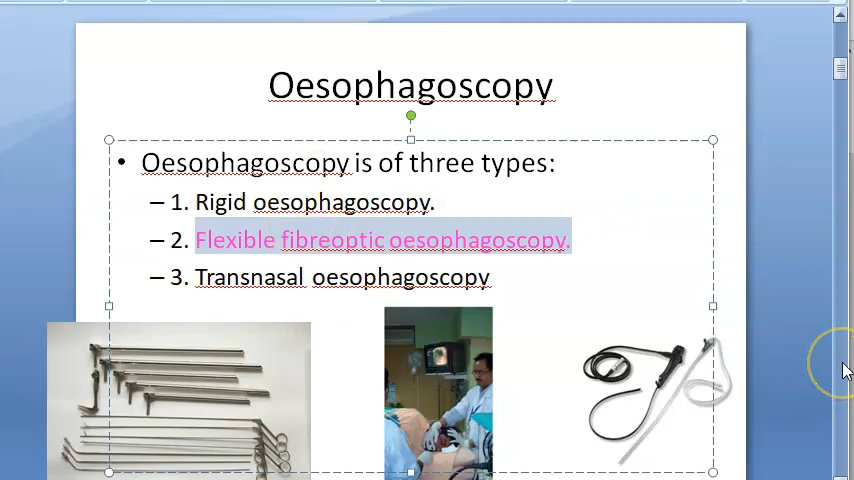 Oesophagoscopy
• Oesophagoscopy is of three types:
– 1. Rigid oesophagoscopy.
– 2. Flexible fibreoptic oesophagoscopy.
– 3. Transnasal oesophagoscopy